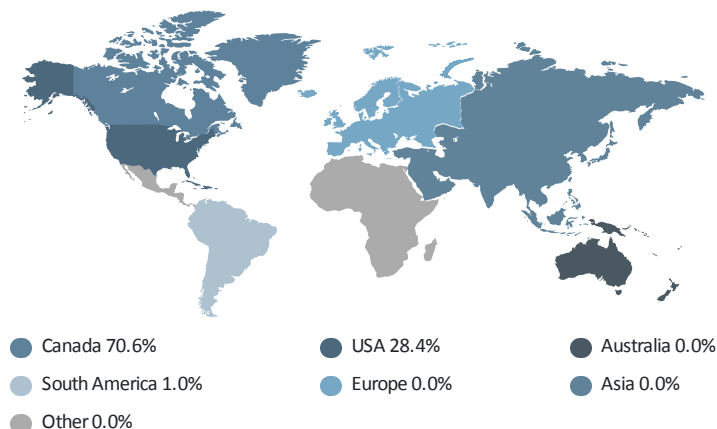 Canada 70.6%
USA 28.4%
Australia 0.0%
South America 1.0%
Europe 0.0%
Asia 0.0%
Other 0.0%